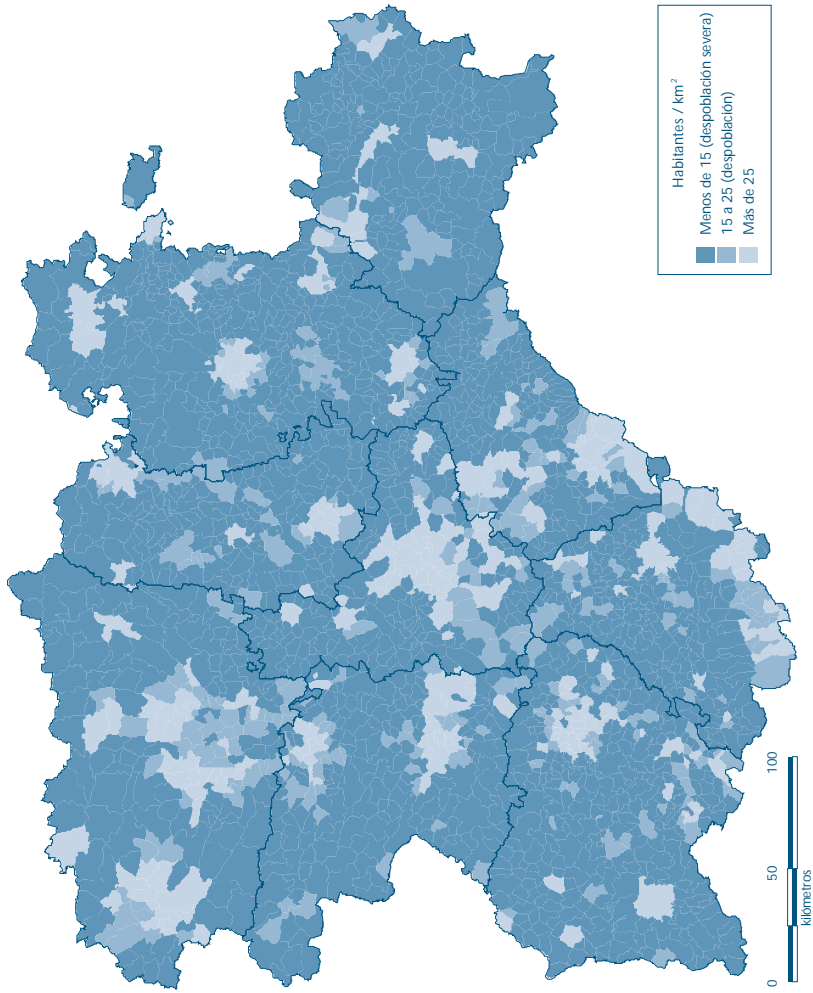 Habitantes / km²
Menos de 15 (despoblación severa)
15 a 25 (despoblación)
Más de 25
0
50
100
kilómetros